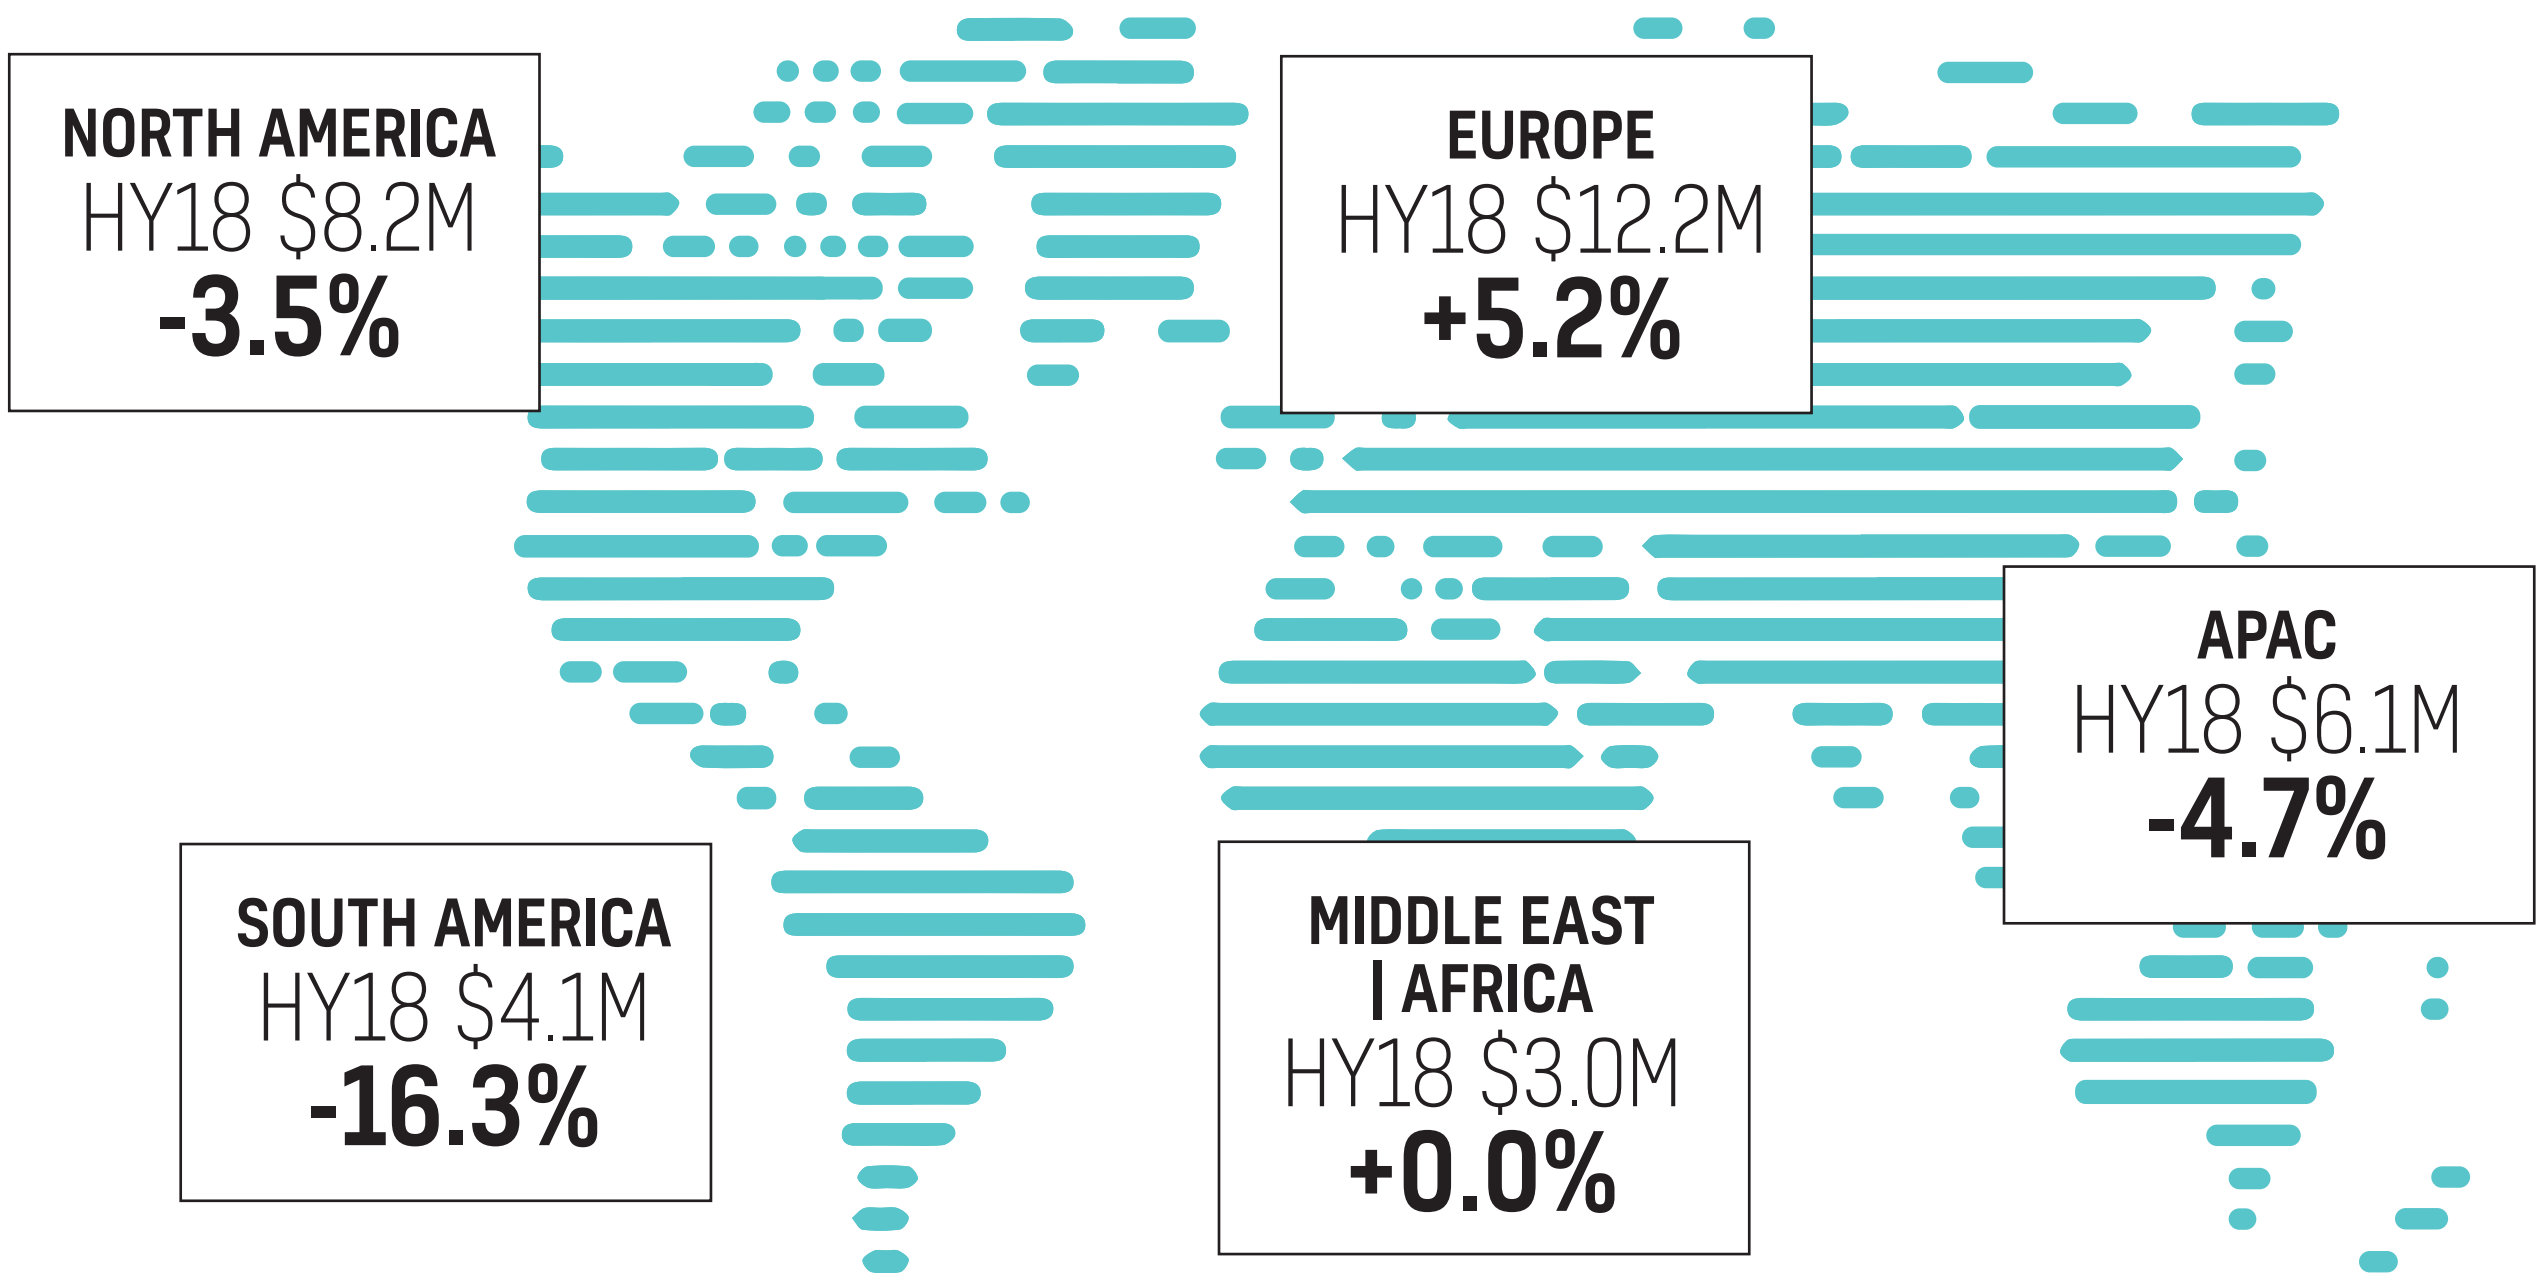 NORTH AMERICA
HY18 $8.2M
-3.5%
EUROPE
HY18 $12.2M
+5.2%
APAC
HY18 $6.1M
-4.7%
SOUTH AMERICA
HY18 $4.1M
-16.3%
MIDDLE EAST
| AFRICA
HY18 $3.0M
+0.0%